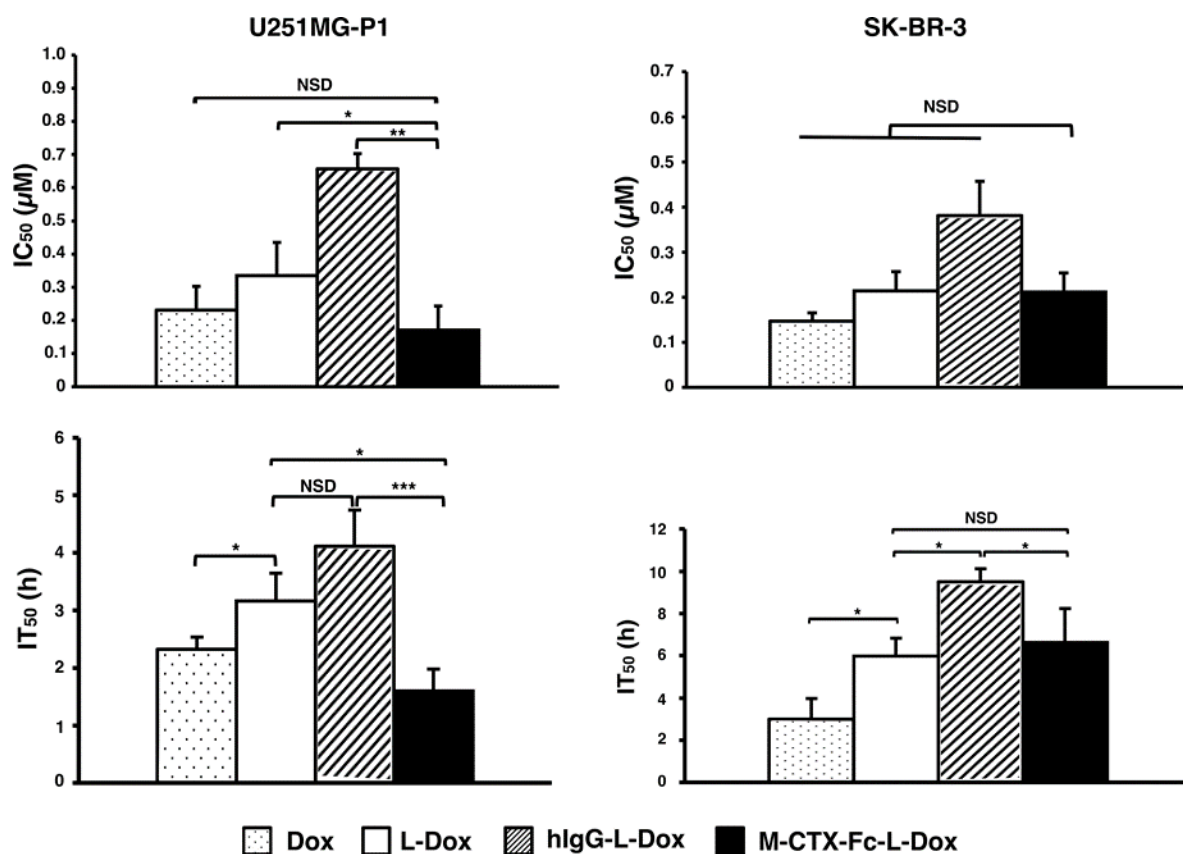 U251MG-P1
SK-BR-3
IC50 (µM)
1.0
0.9
0.8
0.7
0.6
0.5
0.4
0.3
0.2
0.1
0
NSD
*
**
IC50 (µM)
0.7
0.6
0.5
0.4
0.3
0.2
0.1
0
NSD
IT50 (h)
6
5
4
3
2
1
0
*
NSD
***
*
IT50 (h)
12
10
8
6
4
2
0
NSD
*
*
*
Dox
L-Dox
hIgG-L-Dox
M-CTX-Fc-L-Dox